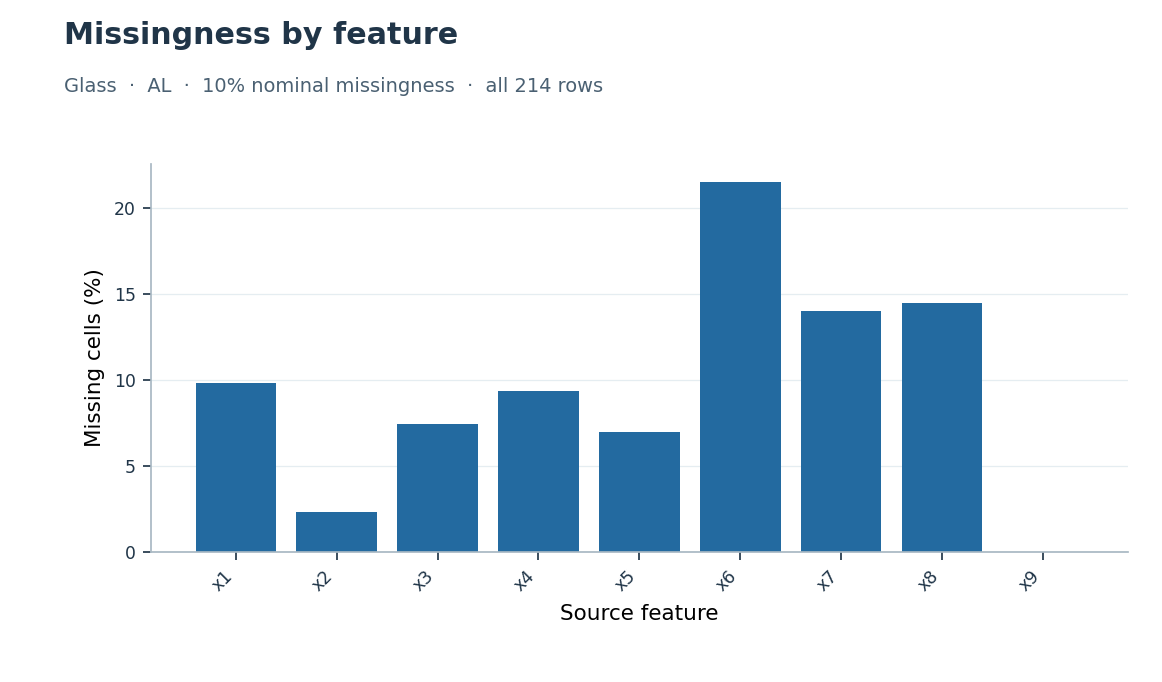 Missingness by feature
Glass · AL · 10% nominal missingness · all 214 rows
Missing cells (%)
20
15
10
5
0
x1 x2 x3 x4 x5 x6 x7 x8 x9
Source feature